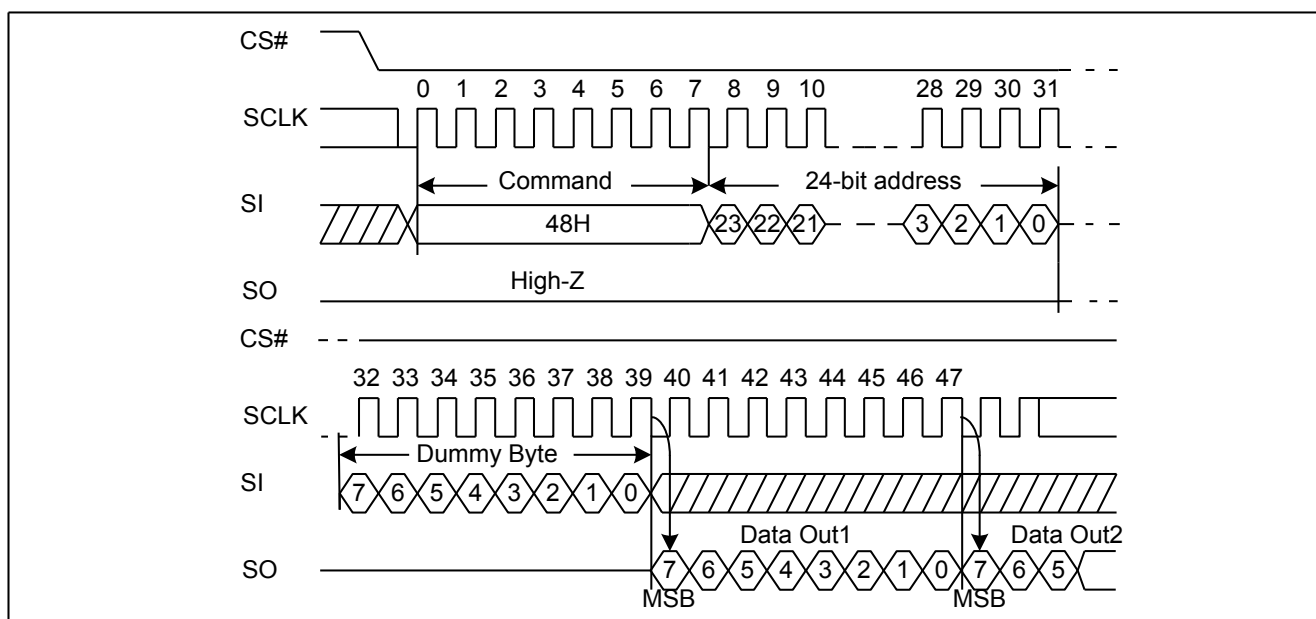 CS#
0 1 2 3 4 5 6 7 8 9 10 28 29 30 31
SCLK
Command 24-bit address
SI
48H 23 22 21 3 2 1 0
High-Z
SO
CS#
32 33 34 35 36 37 38 39 40 41 42 43 44 45 46 47
SCLK
Dummy Byte
SI
7 6 5 4 3 2 1 0
Data Out1 Data Out2
SO
7 6 5 4 3 2 1 0 7 6 5
MSB MSB